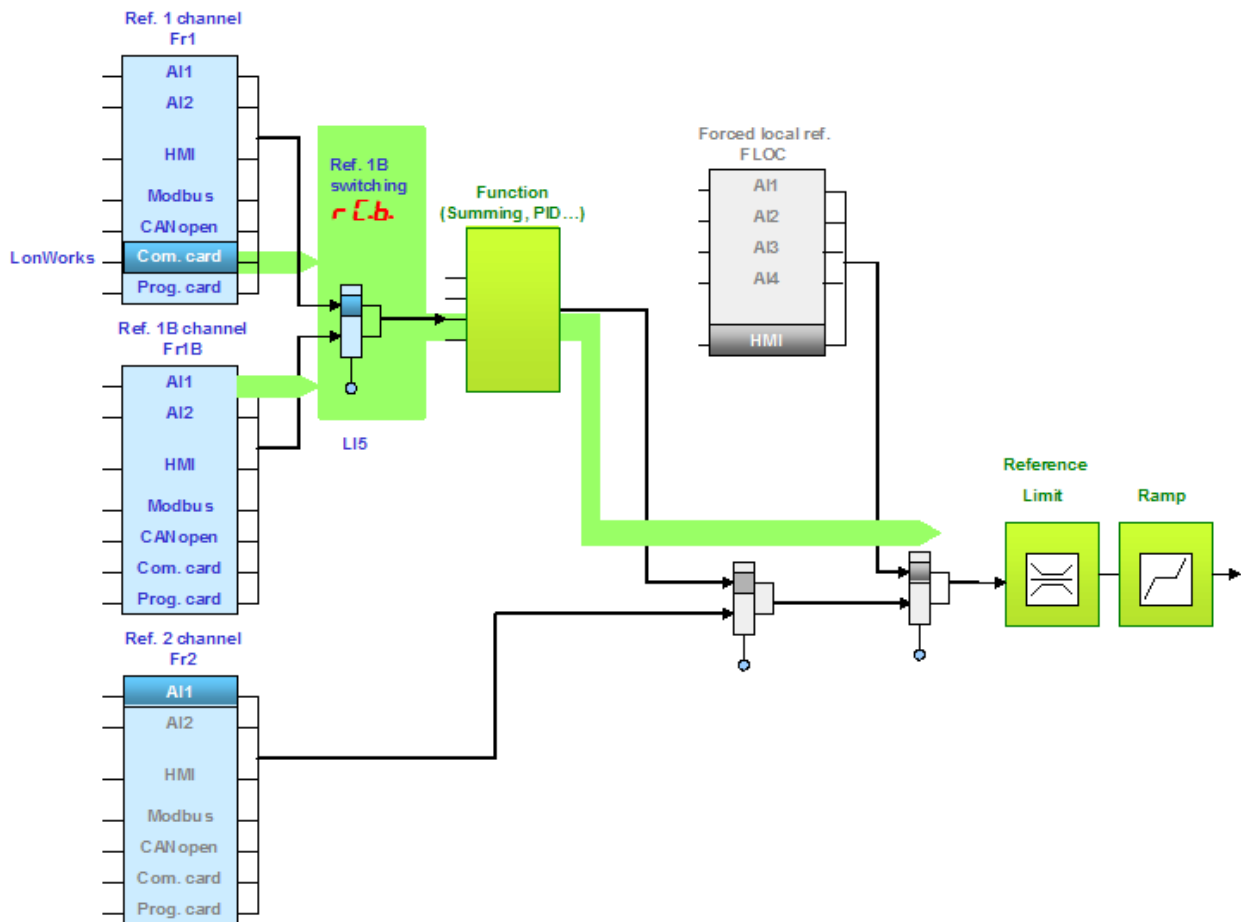 Ref. 1 channel
Fr1
AI1
AI2
HMI
Modbus
CANopen
LonWorks
Com. card
Prog. card
Ref. 1B channel
Fr1B
AI1
AI2
HMI
Modbus
CANopen
Com. card
Prog. card
Ref. 2 channel
Fr2
AI1
AI2
HMI
Modbus
CANopen
Com. card
Prog. card
Ref. 1B
switching
rCb.
LI5
Function
(Summing, PID...)
Forced local ref.
FLOC
AI1
AI2
AI3
AI4
HMI
Reference
Limit
Ramp